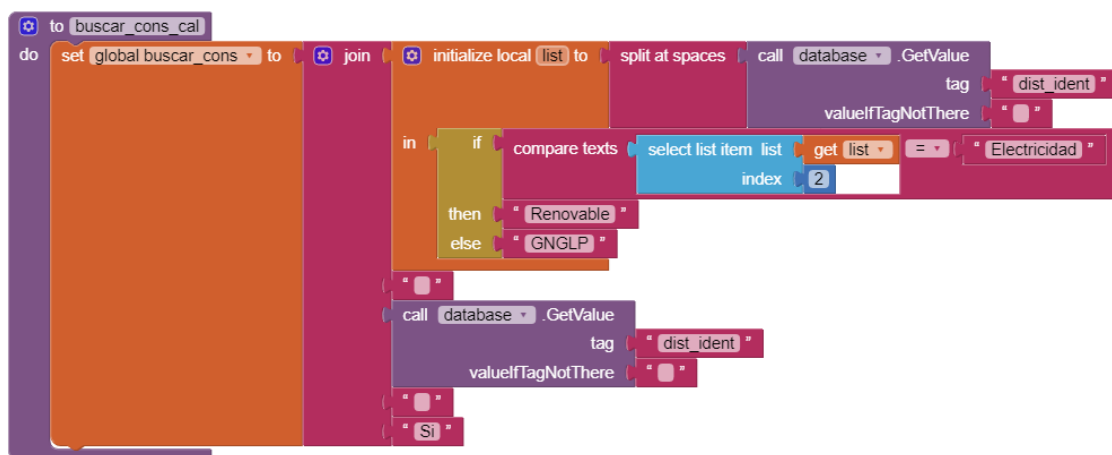 to buscar_cons_cal
do set global buscar_cons to join initialize local list to split at spaces call database .GetValue
tag " dist_ident "
valueIfTagNotThere " "
in if compare texts select list item list get list = " Electricidad "
index 2
then " Renovable "
else " GNGLP "
" "
call database .GetValue
tag " dist_ident "
valueIfTagNotThere " "
" "
" Si "